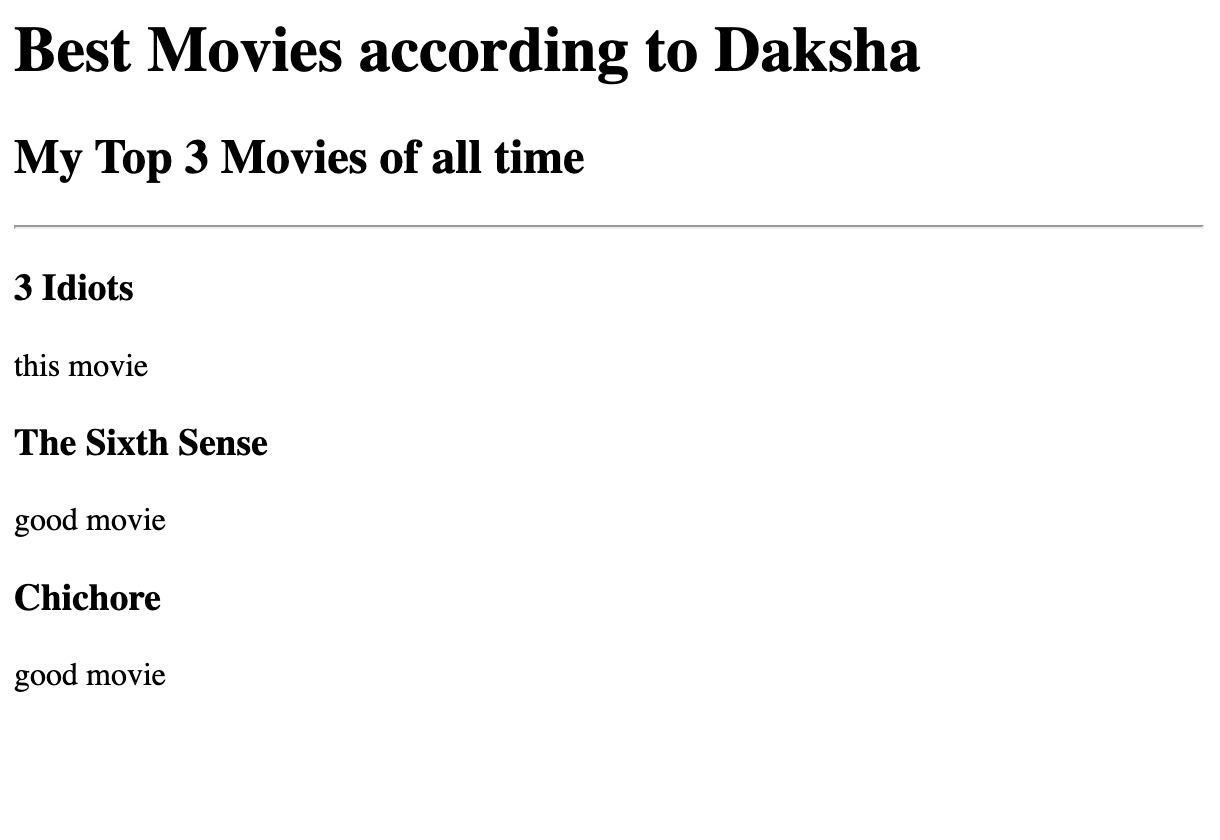 Best Movies according to Daksha
My Top 3 Movies of all time
3 Idiots
this movie
The Sixth Sense
good movie
Chichore
good movie